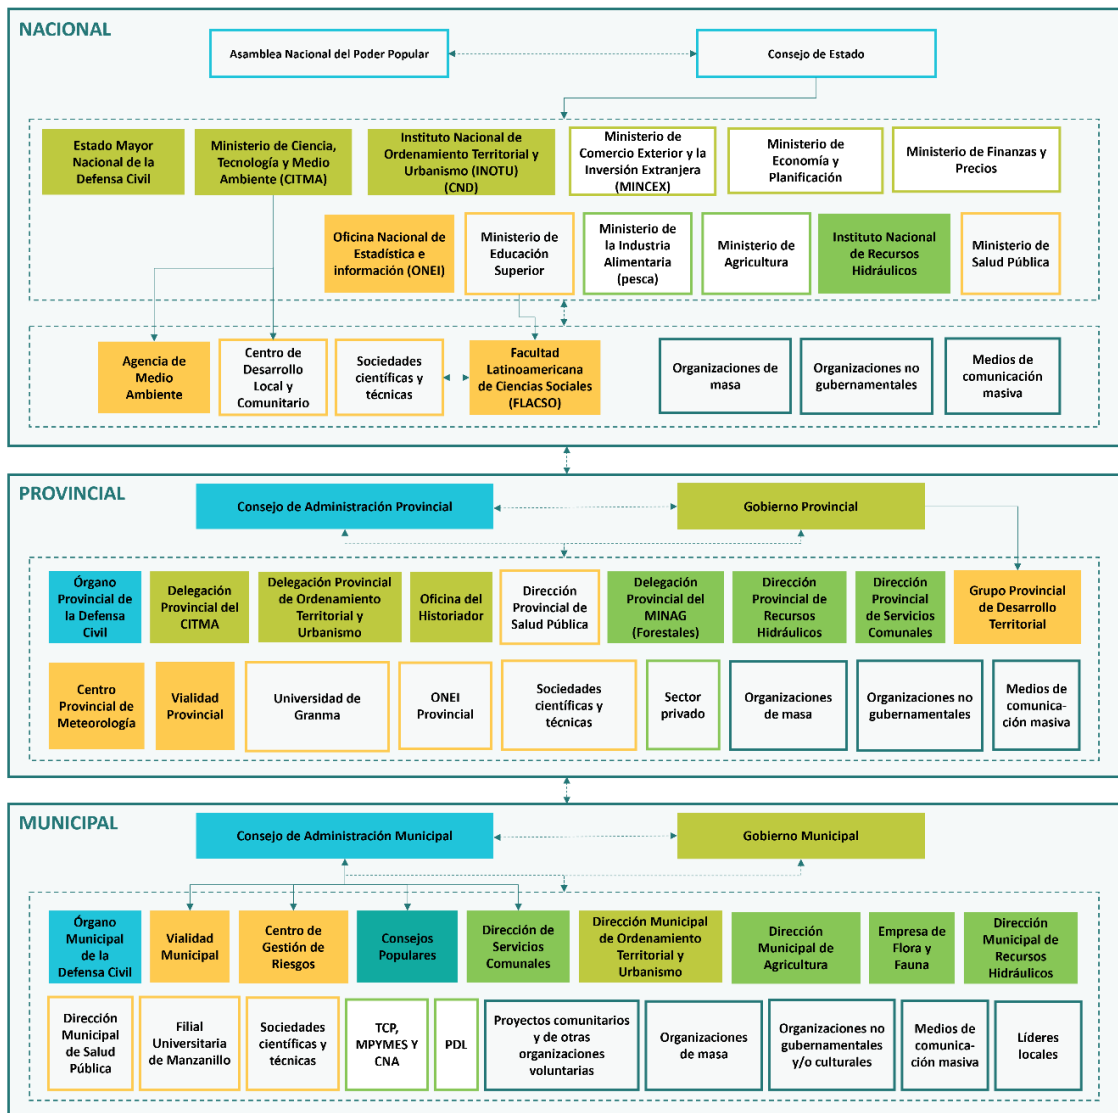 NACIONAL
Asamblea Nacional del Poder Popular
Consejo de Estado
Estado Mayor
Nacional de la
Defensa Civil
Ministerio de Ciencia,
Tecnología y Medio
Ambiente (CITMA)
Instituto Nacional de
Ordenamiento Territorial y
Urbanismo (INOTU)
(CND)
Ministerio de
Comercio Exterior y la
Inversión Extranjera
(MINCEX)
Ministerio de
Economía y
Planificación
Ministerio de Finanzas y
Precios
Oficina Nacional de
Estadística e
información (ONEI)
Ministerio de
Educación
Superior
Ministerio de
la Industria
Alimentaria
(pesca)
Ministerio de
Agricultura
Instituto Nacional
de Recursos
Hidráulicos
Ministerio de
Salud Pública
Agencia de
Medio
Ambiente
Centro de
Desarrollo
Local y
Comunitario
Sociedades
científicas y
técnicas
Facultad
Latinoamericana
de Ciencias Sociales
(FLACSO)
Organizaciones
de masa
Organizaciones no
gubernamentales
Medios de
comunicación
masiva
PROVINCIAL
Consejo de Administración Provincial
Gobierno Provincial
Órgano
Provincial de
la Defensa
Civil
Delegación
Provincial del
CITMA
Delegación Provincial
de Ordenamiento
Territorial y
Urbanismo
Oficina del
Historiador
Dirección
Provincial de
Salud Pública
Delegación
Provincial del
MINAG
(Forestales)
Dirección
Provincial de
Recursos
Hidráulicos
Dirección
Provincial
de Servicios
Comunales
Grupo Provincial
de Desarrollo
Territorial
Centro
Provincial de
Meteorología
Vialidad
Provincial
Universidad de
Granma
ONEI
Provincial
Sociedades
científicas y
técnicas
Sector
privado
Organizaciones
de masa
Organizaciones no
gubernamentales
Medios de
comunica-
ción masiva
MUNICIPAL
Consejo de Administración Municipal
Gobierno Municipal
Órgano
Municipal
de la
Defensa Civil
Vialidad
Municipal
Centro de
Gestión de
Riesgos
Consejos
Populares
Dirección de
Servicios
Comunales
Dirección Municipal
de Ordenamiento
Territorial y
Urbanismo
Dirección
Municipal de
Agricultura
Empresa de
Flora y
Fauna
Dirección
Municipal de
Recursos
Hidráulicos
Dirección
Municipal
de Salud
Pública
Filial
Universitaria
de Manzanillo
Sociedades
científicas y
técnicas
TCP,
MPYMES Y
CNA
PDL
Proyectos comunitarios
y de otras
organizaciones
voluntarias
Organizaciones
de masa
Organizaciones no
gubernamentales
y/o culturales
Medios de
comunica-
ción masiva
Líderes
locales